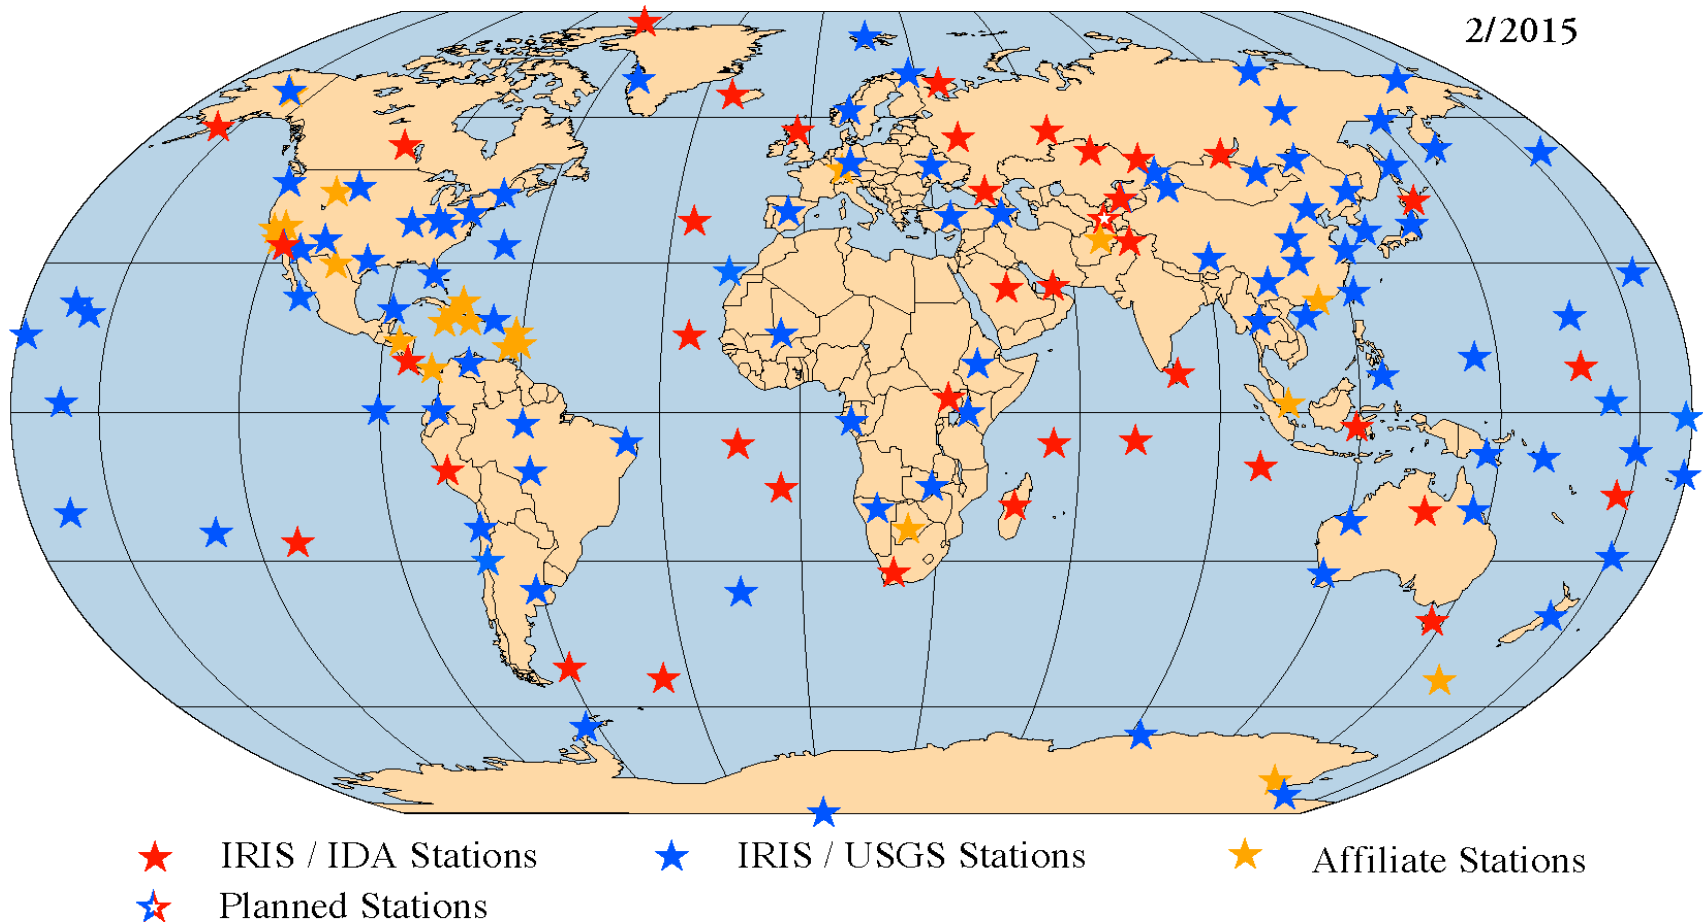 2/2015
IRIS / IDA Stations
IRIS / USGS Stations
Affiliate Stations
Planned Stations